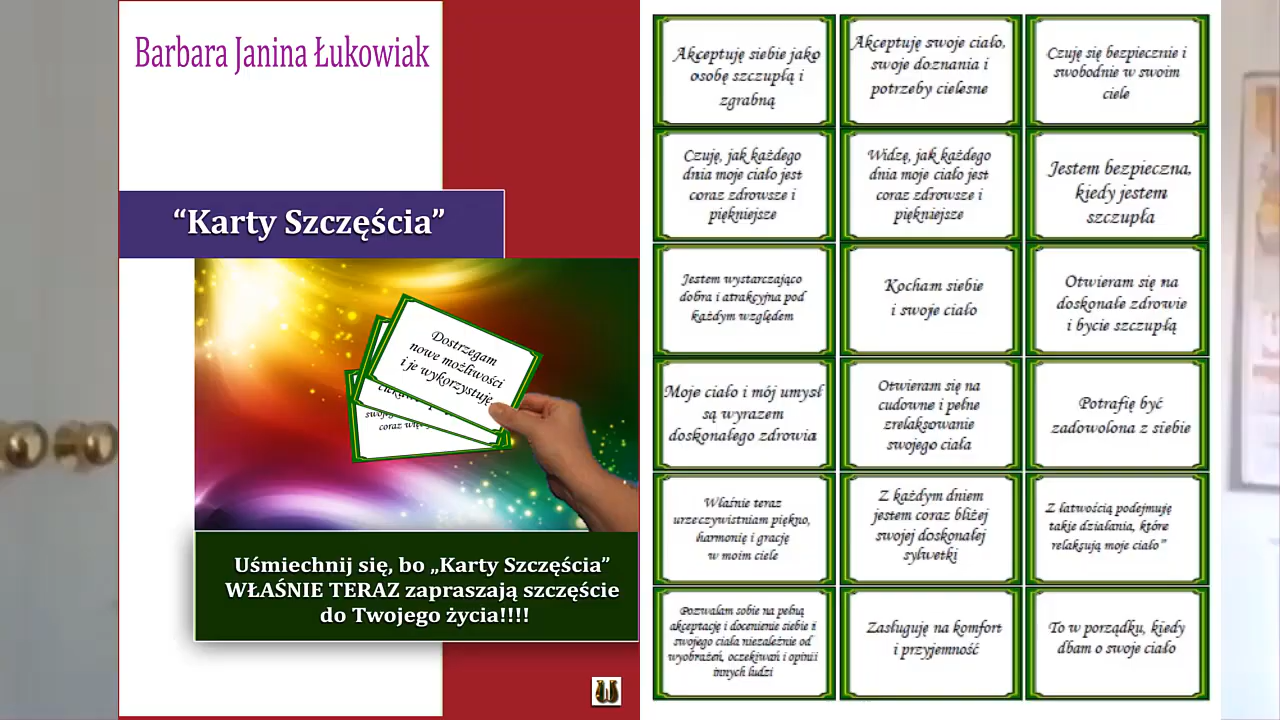 Barbara Janina Łukowiak
“Karty Szczęścia”
Dostrzegam
nowe możliwości
i je wykorzystuję
coraz
Uśmiechnij się, bo „Karty Szczęścia”
WŁAŚNIE TERAZ zapraszają szczęście
do Twojego życia!!!!
Akceptuję siebie jako
osobę szczupłą i
zgrabną
Akceptuję swoje ciało,
swoje doznania i
potrzeby cielesne
Czuję się bezpiecznie i
swobodnie w swoim
ciele
Czuję, jak każdego
dnia moje ciało jest
coraz zdrowsze i
piękniejsze
Widzę, jak każdego
dnia moje ciało jest
coraz zdrowsze i
piękniejsze
Jestem bezpieczna,
kiedy jestem
szczupła
Jestem wystarczająco
dobra i atrakcyjna pod
każdym względem
Kocham siebie
i swoje ciało
Otwieram się na
doskonałe zdrowie
i bycie szczupłą
Moje ciało i mój umysł
są wyrazem
doskonałego zdrowia
Otwieram się na
cudowne i pełne
zrelaksowanie
swojego ciała
Potrafię być
zadowolona z siebie
Właśnie teraz
urzeczywistniam piękno,
harmonię i grację
w moim ciele
Z każdym dniem
jestem coraz bliżej
swojej doskonałej
sylwetki
Z łatwością podejmuję
takie działania, które
relaksują moje ciało”
Pozwalam sobie na pełną
akceptację i docenienie siebie i
swojego ciała niezależnie od
wyobrażeń, oczekiwań i opinii
innych ludzi
Zasługuję na komfort
i przyjemność
To w porządku, kiedy
dbam o swoje ciało